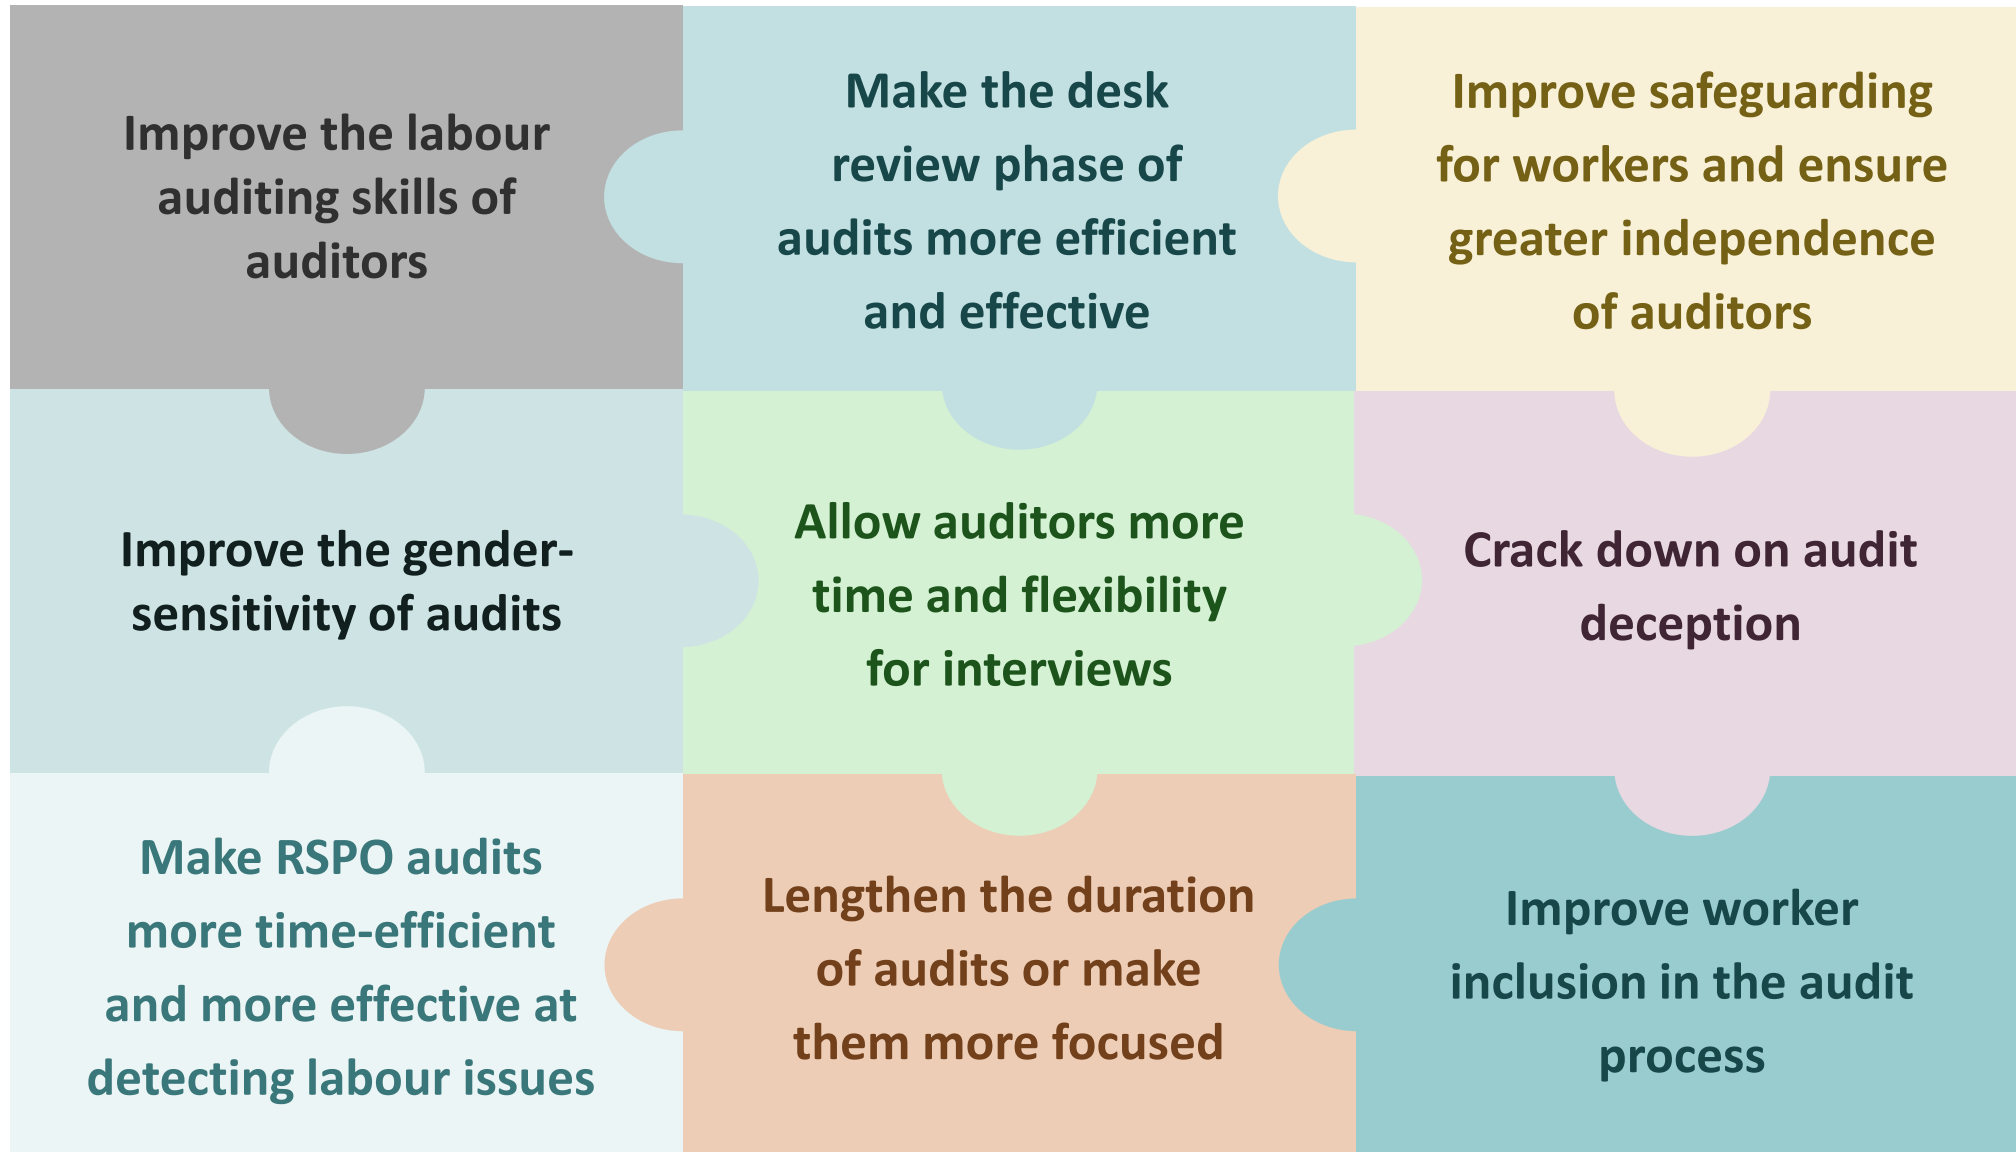 Improve the labour
auditing skills of
auditors
Make the desk
review phase of
audits more efficient
and effective
Improve safeguarding
for workers and ensure
greater independence
of auditors
Improve the gender-
sensitivity of audits
Allow auditors more
time and flexibility
for interviews
Crack down on audit
deception
Make RSPO audits
more time-efficient
and more effective at
detecting labour issues
Lengthen the duration
of audits or make
them more focused
Improve worker
inclusion in the audit
process